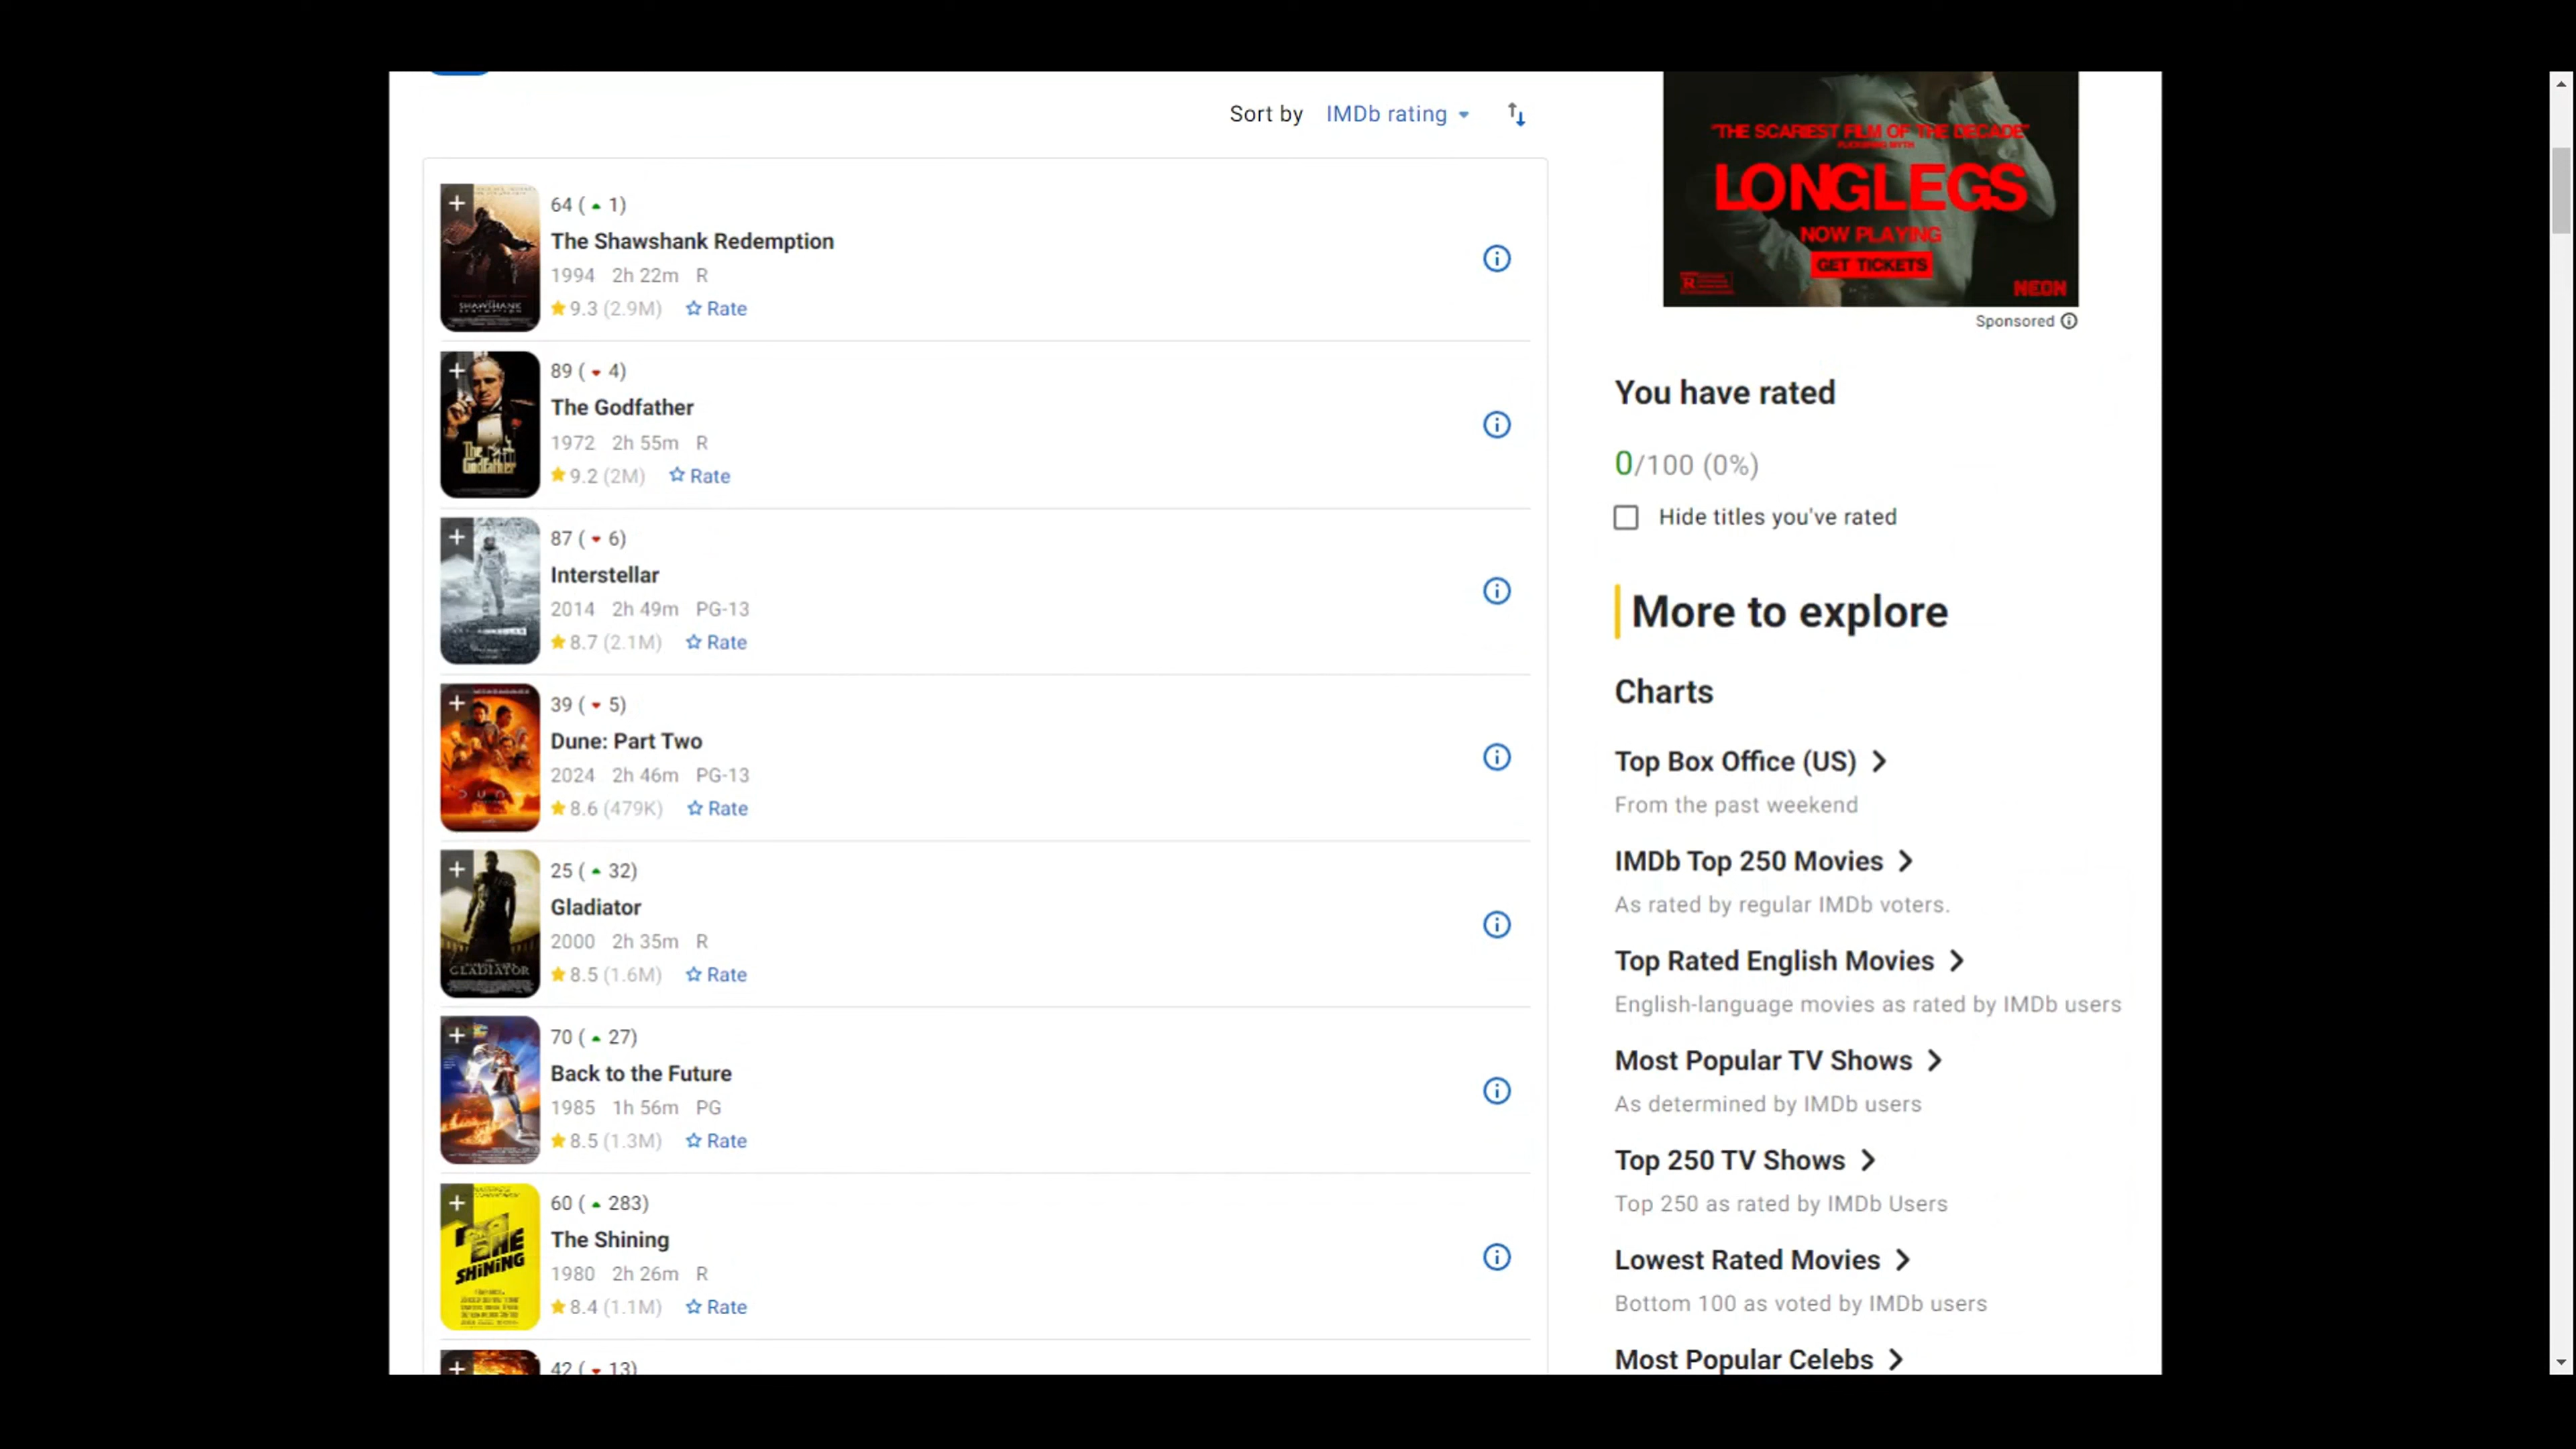 Sort by IMDb rating
64 ( 1)
The Shawshank Redemption
1994 2h 22m R
9.3 (2.9M) Rate
89 ( 4)
The Godfather
1972 2h 55m R
9.2 (2M) Rate
87 ( 6)
Interstellar
2014 2h 49m PG-13
8.7 (2.1M) Rate
39 ( 5)
Dune: Part Two
2024 2h 46m PG-13
8.6 (479K) Rate
25 ( 32)
Gladiator
2000 2h 35m R
8.5 (1.6M) Rate
70 ( 27)
Back to the Future
1985 1h 56m PG
8.5 (1.3M) Rate
60 ( 283)
The Shining
1980 2h 26m R
8.4 (1.1M) Rate
42 ( 13)
SHAWSHANK
The
Godfather
GLADIATOR
THE
SHiNiNG
"THE SCARIEST FILM OF THE DECADE"
LONGLEGS
NOW PLAYING
GET TICKETS
R
NEON
Sponsored
You have rated
0/100 (0%)
Hide titles you've rated
More to explore
Charts
Top Box Office (US)
From the past weekend
IMDb Top 250 Movies
As rated by regular IMDb voters.
Top Rated English Movies
English-language movies as rated by IMDb users
Most Popular TV Shows
As determined by IMDb users
Top 250 TV Shows
Top 250 as rated by IMDb Users
Lowest Rated Movies
Bottom 100 as voted by IMDb users
Most Popular Celebs